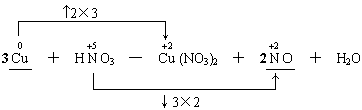 ↑2×3
0 +5 +2 +2
3Cu + HNO₃ — Cu(NO₃)₂ + 2NO + H₂O
↓3×2